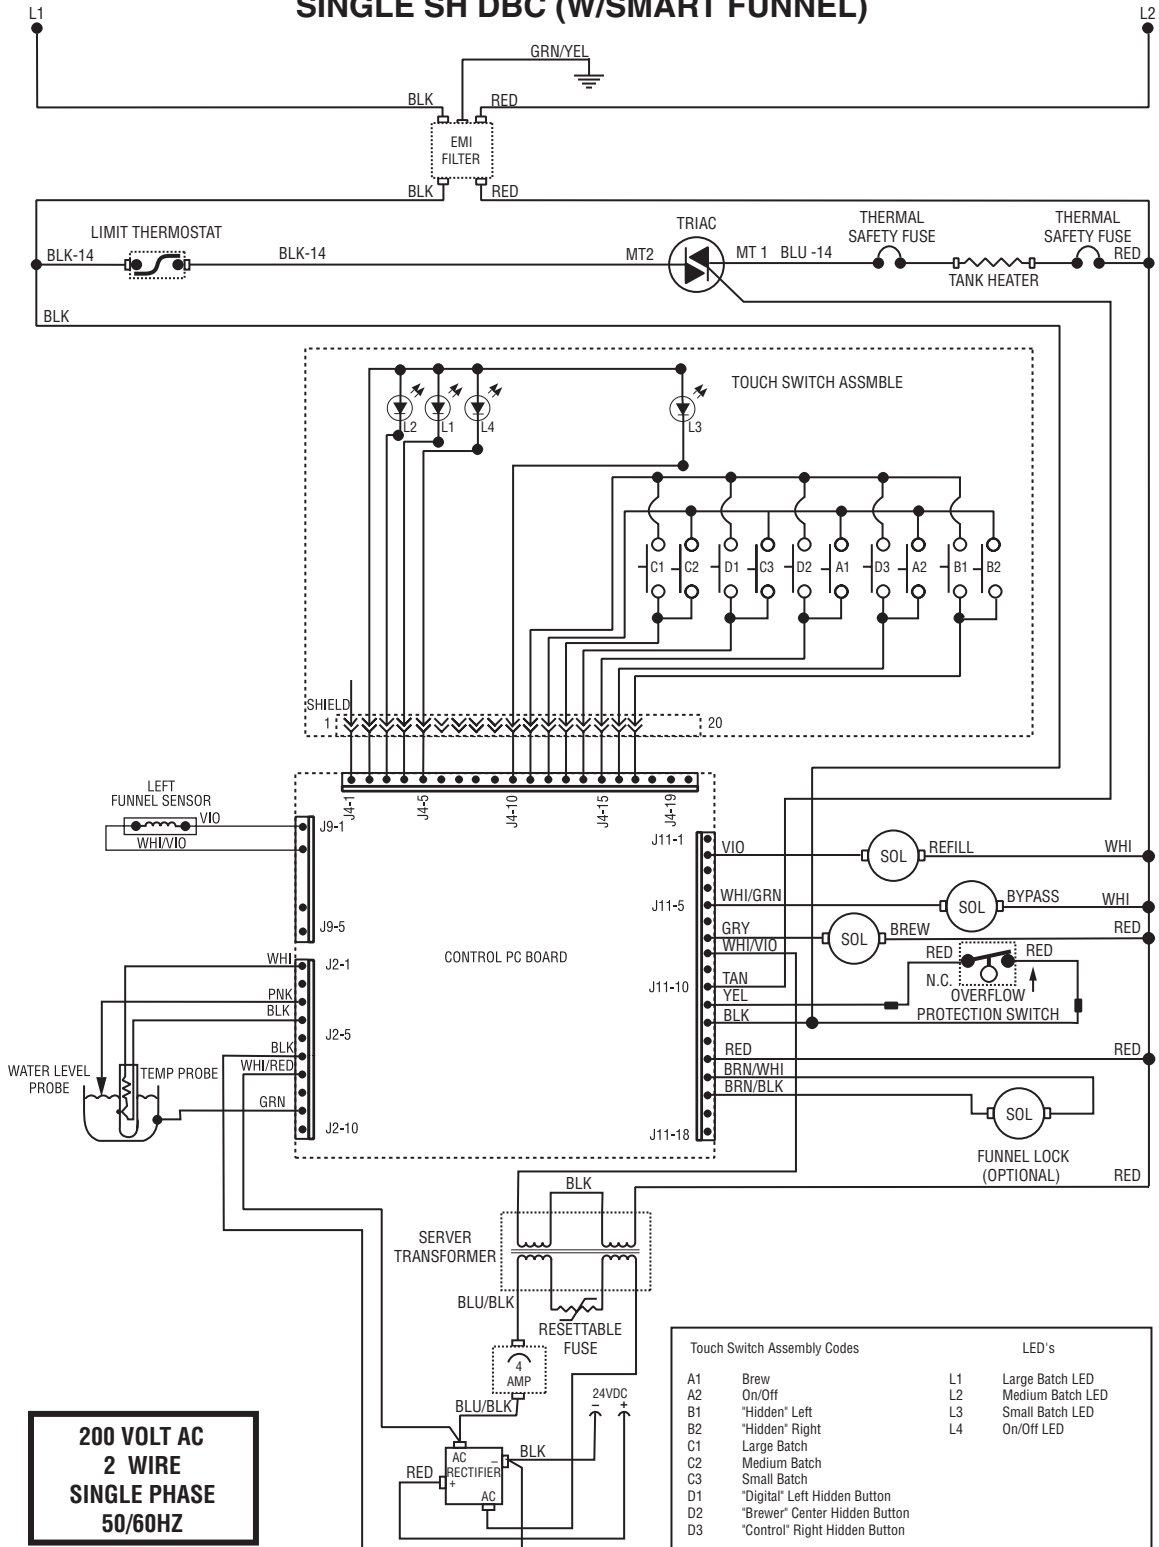 SINGLE SH DBC (W/SMART FUNNEL)
L1
L2
GRN/YEL
BLK
RED
EMI
FILTER
BLK
RED
LIMIT THERMOSTAT
BLK-14
BLK-14
TRIAC
MT2
MT 1
BLU -14
THERMAL
SAFETY FUSE
TANK HEATER
THERMAL
SAFETY FUSE
RED
BLK
TOUCH SWITCH ASSMBLE
L2
L1
L4
L3
C1
C2
D1
C3
D2
A1
D3
A2
B1
B2
SHIELD
1
20
J4-1
J4-5
J4-10
J4-15
J4-19
LEFT
FUNNEL SENSOR
VIO
WHI/VIO
J9-1
J9-5
WHI
J2-1
PNK
BLK
J2-5
BLK
WHI/RED
GRN
J2-10
WATER LEVEL
PROBE
TEMP PROBE
CONTROL PC BOARD
J11-1
VIO
SOL
REFILL
WHI
J11-5
WHI/GRN
SOL
BYPASS
WHI
GRY
SOL
BREW
RED
WHI/VIO
RED
RED
N.C.
OVERFLOW
PROTECTION SWITCH
J11-10
TAN
YEL
BLK
RED
RED
BRN/WHI
BRN/BLK
SOL
J11-18
FUNNEL LOCK
(OPTIONAL)
RED
BLK
SERVER
TRANSFORMER
BLU/BLK
RESETTABLE
FUSE
4
AMP
BLU/BLK
24VDC
– +
BLK
AC
–
RED
RECTIFIER
+
AC
200 VOLT AC
2 WIRE
SINGLE PHASE
50/60HZ
Touch Switch Assembly Codes
A1 Brew
A2 On/Off
B1 "Hidden" Left
B2 "Hidden" Right
C1 Large Batch
C2 Medium Batch
C3 Small Batch
D1 "Digital" Left Hidden Button
D2 "Brewer" Center Hidden Button
D3 "Control" Right Hidden Button
LED's
L1 Large Batch LED
L2 Medium Batch LED
L3 Small Batch LED
L4 On/Off LED